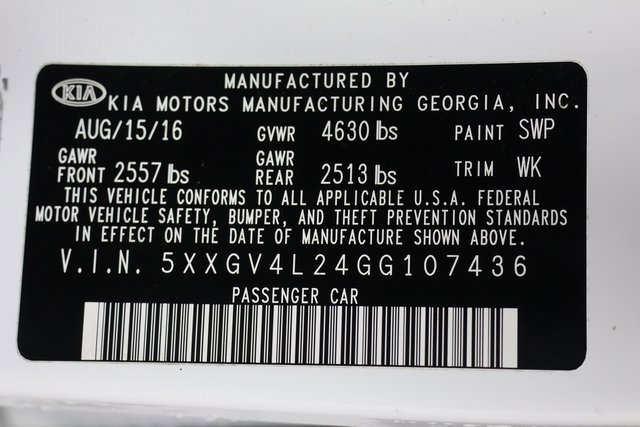 MANUFACTURED BY
KIA KIA MOTORS MANUFACTURING GEORGIA, INC.
AUG/15/16 GVWR 4630 lbs PAINT SWP
GAWR FRONT 2557 lbs GAWR REAR 2513 lbs TRIM WK
THIS VEHICLE CONFORMS TO ALL APPLICABLE U.S.A. FEDERAL
MOTOR VEHICLE SAFETY, BUMPER, AND THEFT PREVENTION STANDARDS
IN EFFECT ON THE DATE OF MANUFACTURE SHOWN ABOVE.
V.I.N. 5XXGV4L24GG107436
PASSENGER CAR